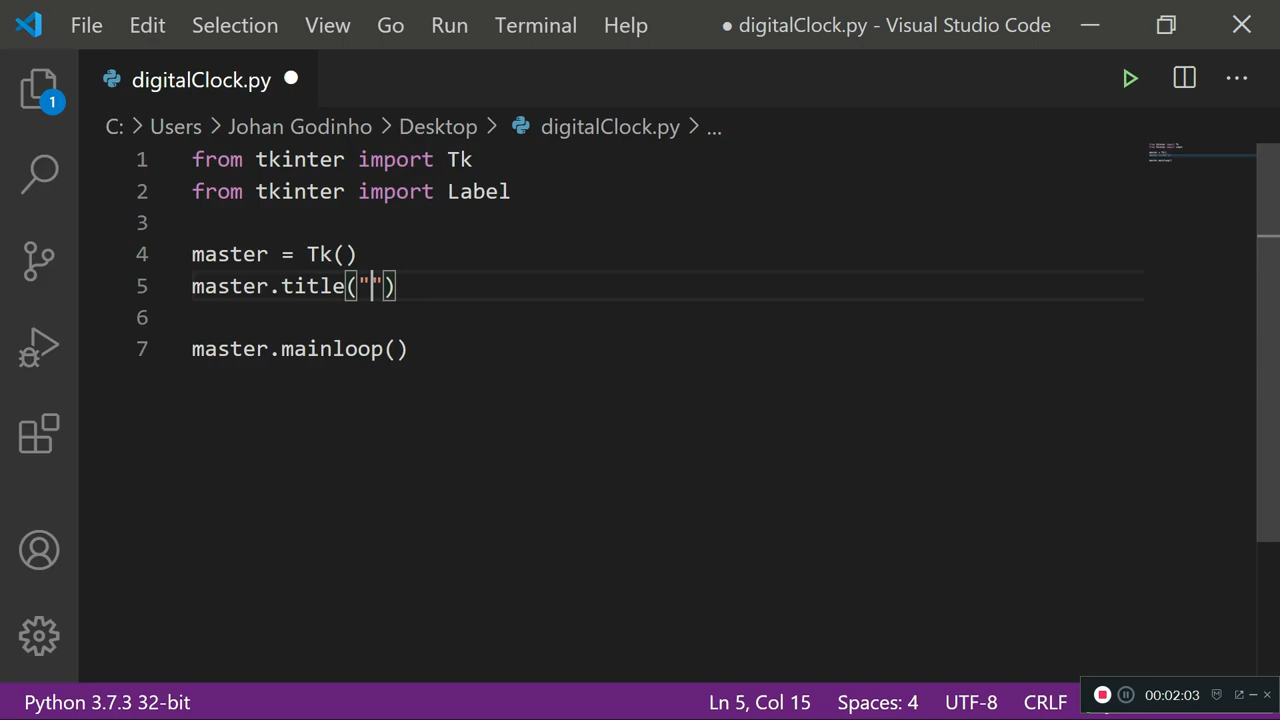 File Edit Selection View Go Run Terminal Help ● digitalClock.py - Visual Studio Code
digitalClock.py
1
C: > Users > Johan Godinho > Desktop > digitalClock.py > ...
1 from tkinter import Tk
2 from tkinter import Label
3
4 master = Tk()
5 master.title("")
6
7 master.mainloop()
Python 3.7.3 32-bit Ln 5, Col 15 Spaces: 4 UTF-8 CRLF 00:02:03